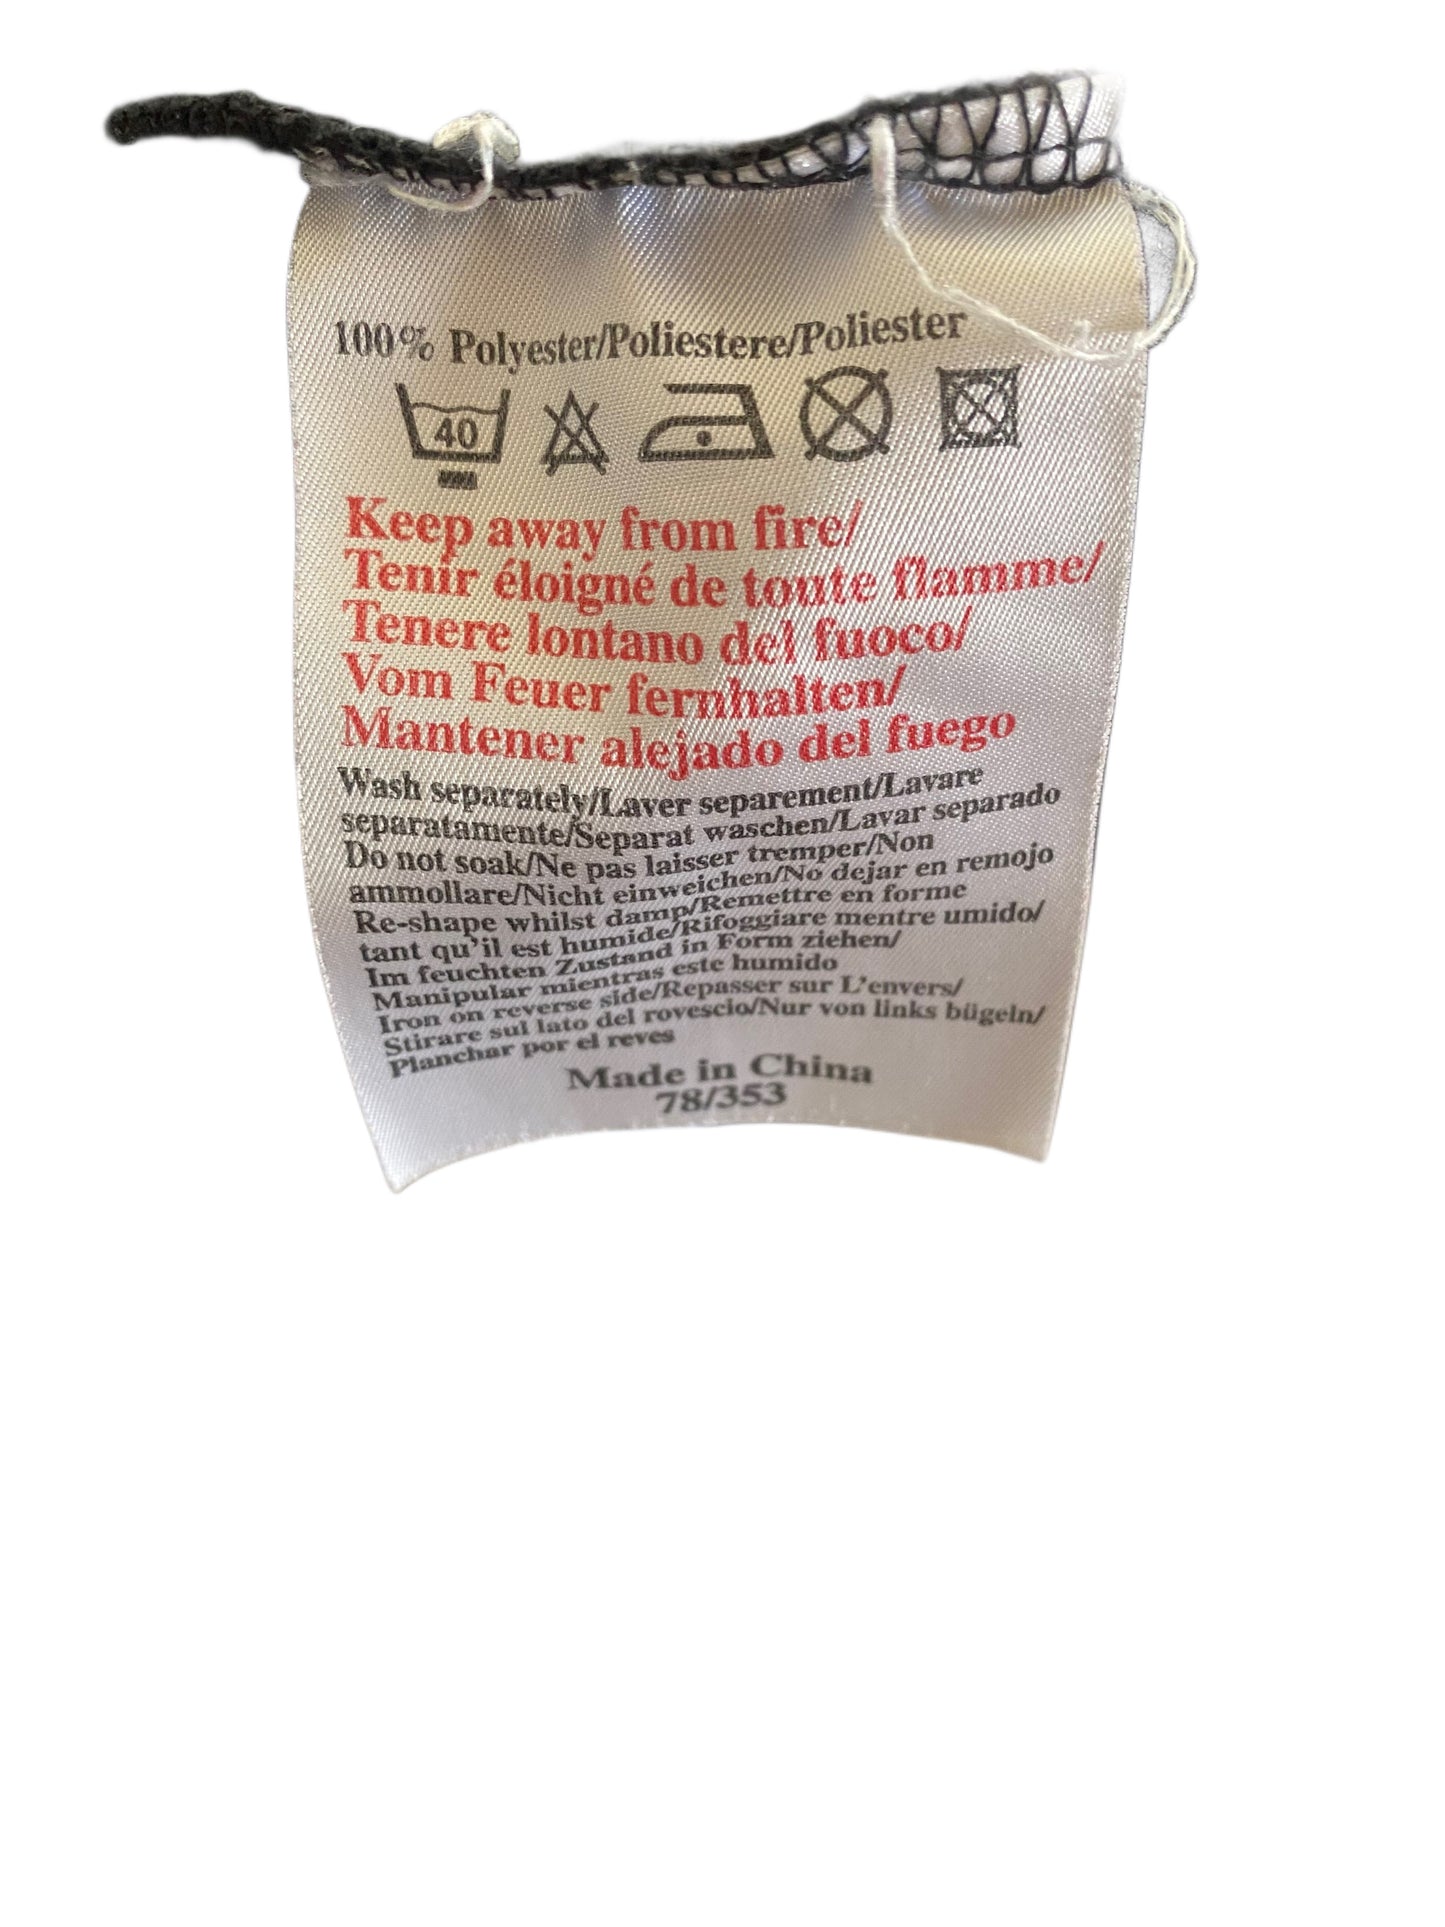 100% Polyester/Poliestere/Poliester
40
Keep away from fire/
Tenir éloigné de toute flamme/
Tenere lontano del fuoco/
Vom Feuer fernhalten/
Mantener alejado del fuego
Wash separately/Laver separement/Lavare
separatamente/Separat waschen/Lavar separado
Do not soak/Ne pas laisser tremper/Non
ammollare/Nicht einweichen/No dejar en remojo
Re-shape whilst damp/Remettre en forme
tant qu'il est humide/Rifoggiare mentre umido/
Im feuchten Zustand in Form ziehen/
Manipular mientras este humido
Iron on reverse side/Repasser sur L'envers/
Stirare sul lato del rovescio/Nur von links bügeln/
Planchar por el reves
Made in China
78/353